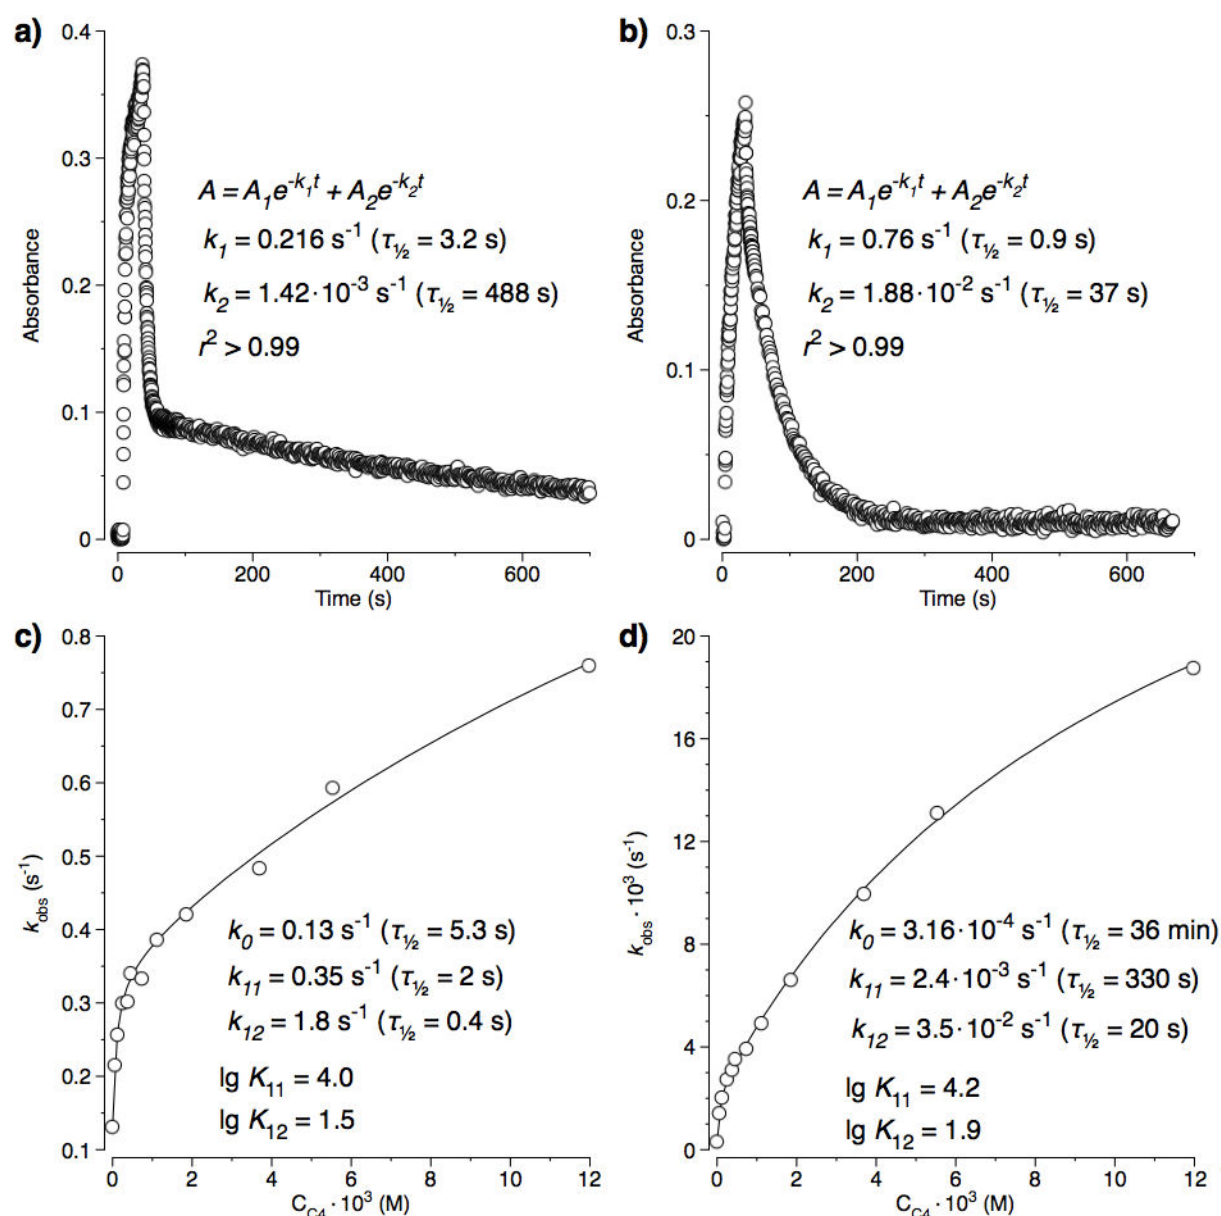 a)
0.4
0.3
0.2
0.1
0
Absorbance
A = A₁e⁻ᵏ¹ᵗ + A₂e⁻ᵏ²ᵗ
k₁ = 0.216 s⁻¹ (τ½ = 3.2 s)
k₂ = 1.42·10⁻³ s⁻¹ (τ½ = 488 s)
r² > 0.99
0 200 400 600
Time (s)
b)
0.3
0.2
0.1
0
Absorbance
A = A₁e⁻ᵏ¹ᵗ + A₂e⁻ᵏ²ᵗ
k₁ = 0.76 s⁻¹ (τ½ = 0.9 s)
k₂ = 1.88·10⁻² s⁻¹ (τ½ = 37 s)
r² > 0.99
0 200 400 600
Time (s)
c)
0.8
0.7
0.6
0.5
0.4
0.3
0.2
0.1
k_obs (s⁻¹)
k₀ = 0.13 s⁻¹ (τ½ = 5.3 s)
k₁₁ = 0.35 s⁻¹ (τ½ = 2 s)
k₁₂ = 1.8 s⁻¹ (τ½ = 0.4 s)
lg K₁₁ = 4.0
lg K₁₂ = 1.5
0 2 4 6 8 10 12
C_C4 · 10³ (M)
d)
20
16
12
8
4
0
k_obs · 10³ (s⁻¹)
k₀ = 3.16·10⁻⁴ s⁻¹ (τ½ = 36 min)
k₁₁ = 2.4·10⁻³ s⁻¹ (τ½ = 330 s)
k₁₂ = 3.5·10⁻² s⁻¹ (τ½ = 20 s)
lg K₁₁ = 4.2
lg K₁₂ = 1.9
0 2 4 6 8 10 12
C_C4 · 10³ (M)